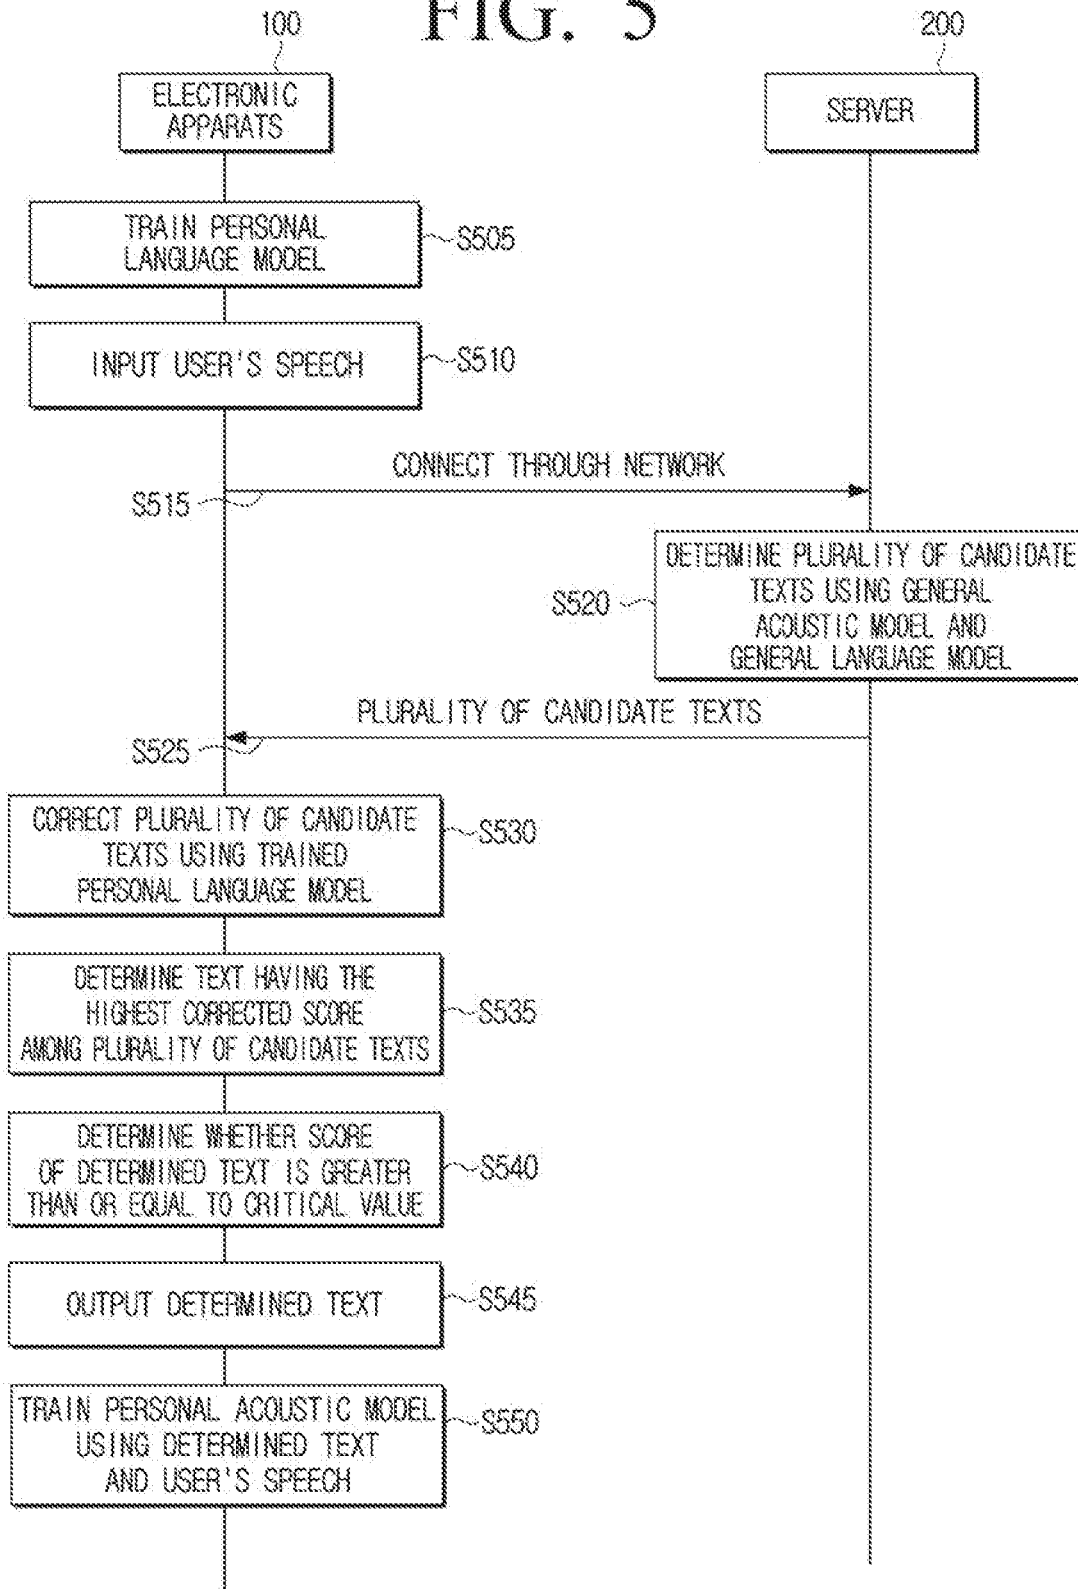 FIG. 5
100
200
ELECTRONIC
APPARATS
SERVER
TRAIN PERSONAL
LANGUAGE MODEL
S505
INPUT USER'S SPEECH
S510
CONNECT THROUGH NETWORK
S515
DETERMINE PLURALITY OF CANDIDATE
TEXTS USING GENERAL
ACOUSTIC MODEL AND
GENERAL LANGUAGE MODEL
S520
PLURALITY OF CANDIDATE TEXTS
S525
CORRECT PLURALITY OF CANDIDATE
TEXTS USING TRAINED
PERSONAL LANGUAGE MODEL
S530
DETERMINE TEXT HAVING THE
HIGHEST CORRECTED SCORE
AMONG PLURALITY OF CANDIDATE TEXTS
S535
DETERMINE WHETHER SCORE
OF DETERMINED TEXT IS GREATER
THAN OR EQUAL TO CRITICAL VALUE
S540
OUTPUT DETERMINED TEXT
S545
TRAIN PERSONAL ACOUSTIC MODEL
USING DETERMINED TEXT
AND USER'S SPEECH
S550